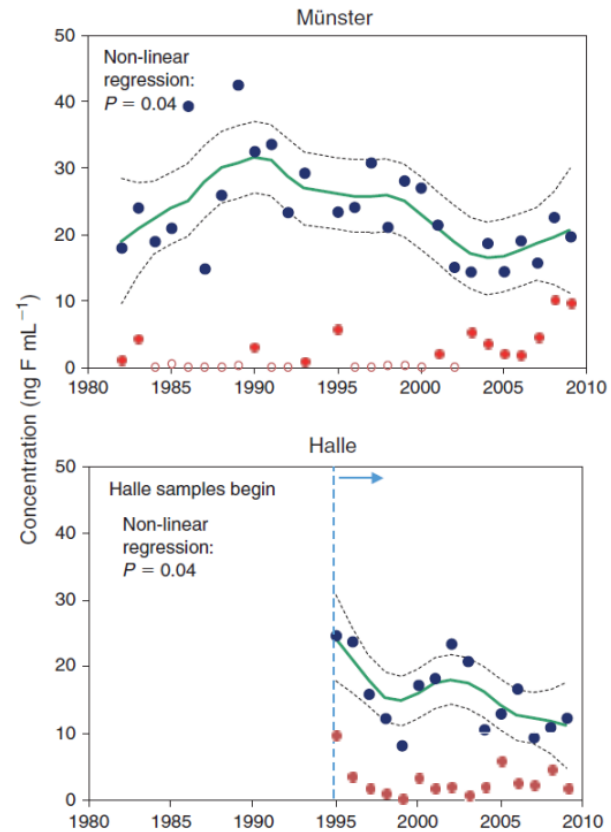 Münster
50
Non-linear
regression:
P = 0.04
40
30
20
10
0
1980
1985
1990
1995
2000
2005
2010
Concentration (ng F mL⁻¹)
Halle
50
Halle samples begin
Non-linear
regression:
P = 0.04
40
30
20
10
0
1980
1985
1990
1995
2000
2005
2010